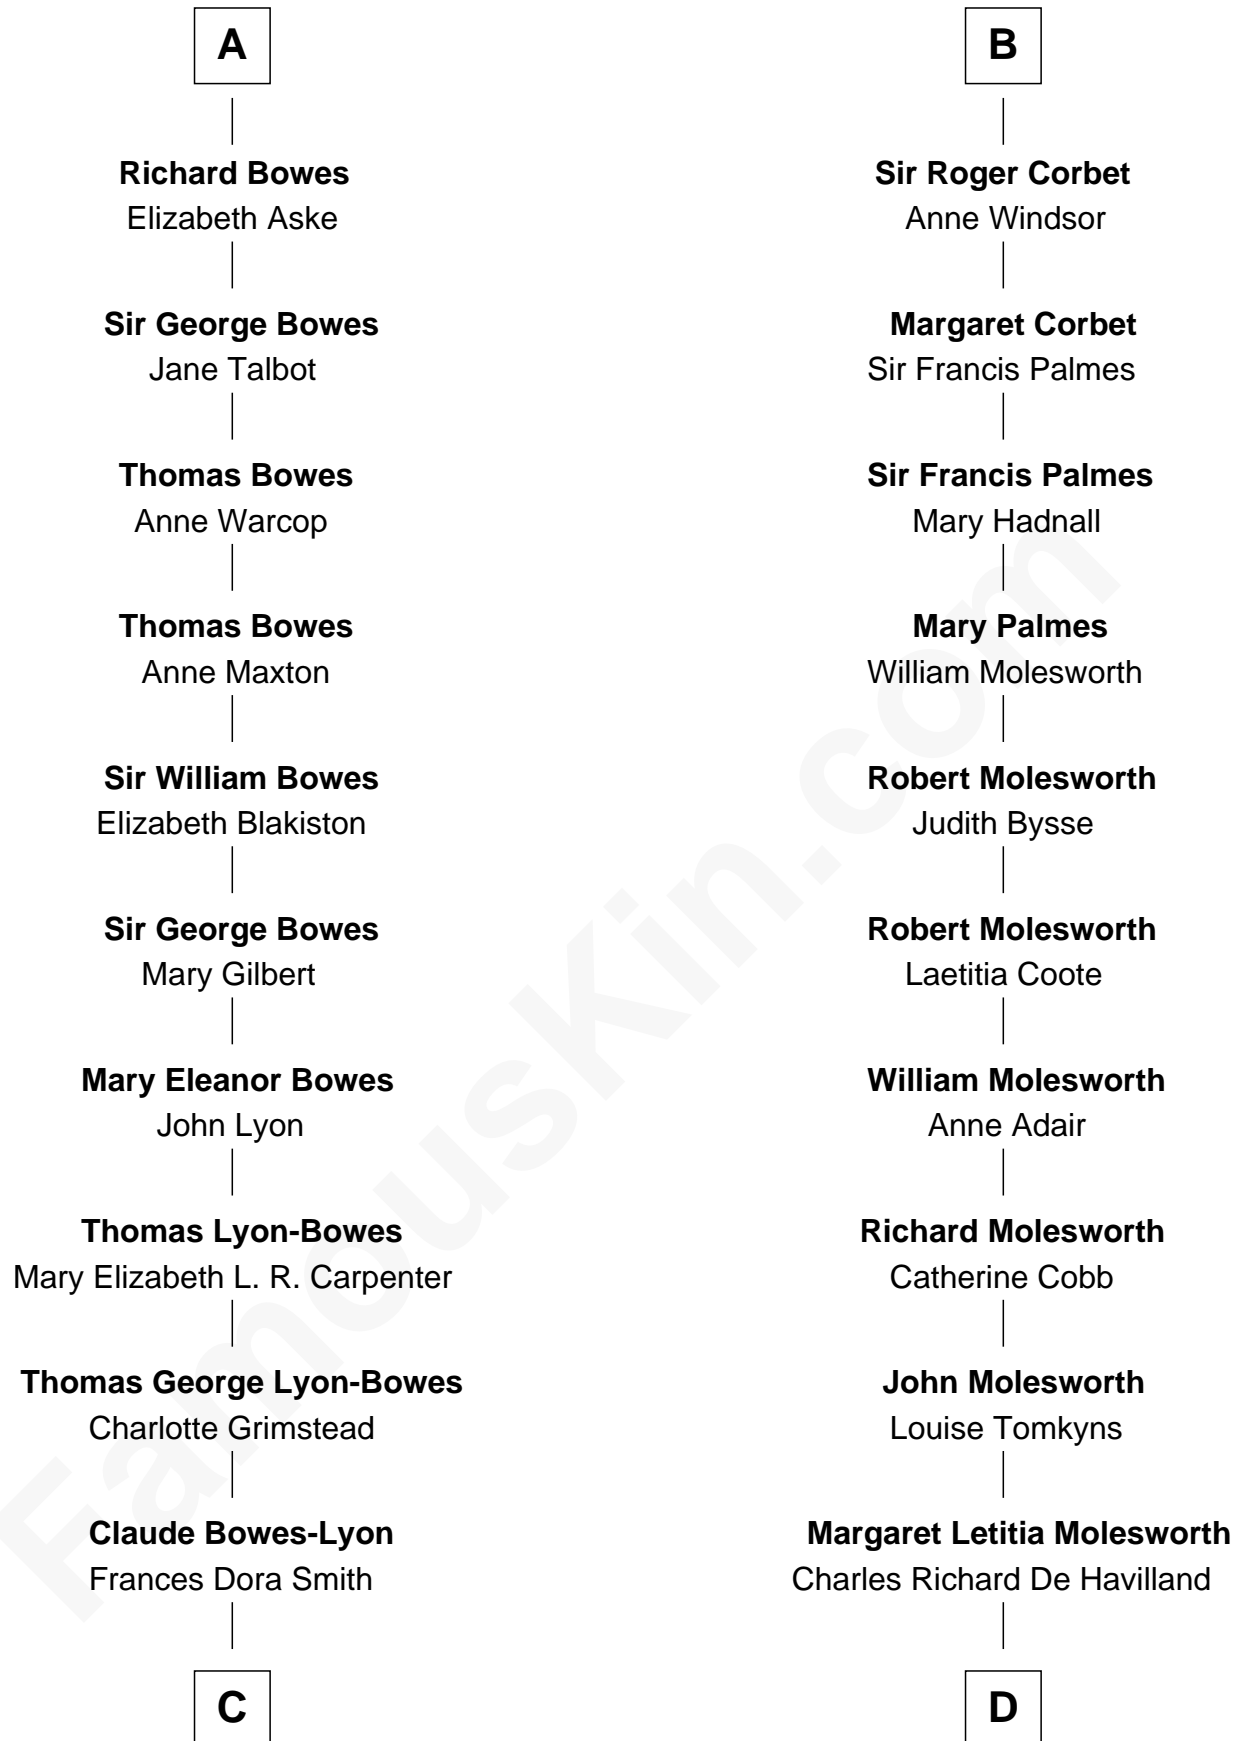 A
Richard Bowes
Elizabeth Aske
Sir George Bowes
Jane Talbot
Thomas Bowes
Anne Warcop
Thomas Bowes
Anne Maxton
Sir William Bowes
Elizabeth Blakiston
Sir George Bowes
Mary Gilbert
Mary Eleanor Bowes
John Lyon
Thomas Lyon-Bowes
Mary Elizabeth L. R. Carpenter
Thomas George Lyon-Bowes
Charlotte Grimstead
Claude Bowes-Lyon
Frances Dora Smith
C
B
Sir Roger Corbet
Anne Windsor
Margaret Corbet
Sir Francis Palmes
Sir Francis Palmes
Mary Hadnall
Mary Palmes
William Molesworth
Robert Molesworth
Judith Bysse
Robert Molesworth
Laetitia Coote
William Molesworth
Anne Adair
Richard Molesworth
Catherine Cobb
John Molesworth
Louise Tomkyns
Margaret Letitia Molesworth
Charles Richard De Havilland
D
FamousKin.com